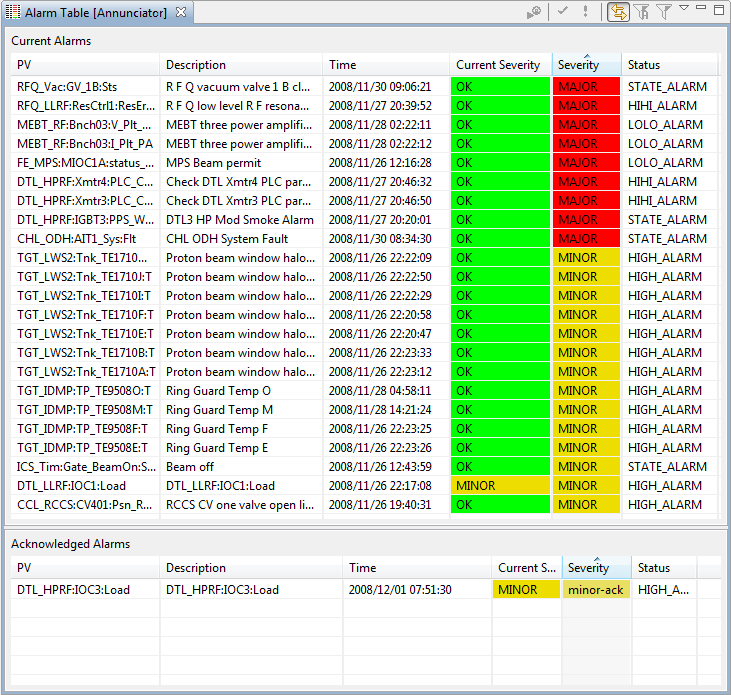 Alarm Table [Annunciator]
Current Alarms
PV Description Time Current Severity Severity Status
RFQ_Vac:GV_1B:Sts R F Q vacuum valve 1 B cl... 2008/11/30 09:06:21 OK MAJOR STATE_ALARM
RFQ_LLRF:ResCtrl1:ResEr... R F Q low level R F resona... 2008/11/27 20:39:52 OK MAJOR HIHI_ALARM
MEBT_RF:Bnch03:V_Plt_... MEBT three power amplifi... 2008/11/28 02:22:11 OK MAJOR LOLO_ALARM
MEBT_RF:Bnch03:I_Plt_PA MEBT three power amplifi... 2008/11/28 02:22:12 OK MAJOR LOLO_ALARM
FE_MPS:MIOC1A:status_... MPS Beam permit 2008/11/26 12:16:28 OK MAJOR LOLO_ALARM
DTL_HPRF:Xmtr4:PLC_C... Check DTL Xmtr4 PLC par... 2008/11/27 20:46:32 OK MAJOR HIHI_ALARM
DTL_HPRF:Xmtr3:PLC_C... Check DTL Xmtr3 PLC par... 2008/11/27 20:46:50 OK MAJOR HIHI_ALARM
DTL_HPRF:IGBT3:PPS_W... DTL3 HP Mod Smoke Alarm 2008/11/27 20:20:01 OK MAJOR STATE_ALARM
CHL_ODH:AIT1_Sys:Flt CHL ODH System Fault 2008/11/30 08:34:30 OK MAJOR STATE_ALARM
TGT_LWS2:Tnk_TE1710... Proton beam window halo... 2008/11/26 22:22:09 OK MINOR HIGH_ALARM
TGT_LWS2:Tnk_TE1710J:T Proton beam window halo... 2008/11/26 22:22:50 OK MINOR HIGH_ALARM
TGT_LWS2:Tnk_TE1710I:T Proton beam window halo... 2008/11/26 22:22:29 OK MINOR HIGH_ALARM
TGT_LWS2:Tnk_TE1710F:T Proton beam window halo... 2008/11/26 22:20:58 OK MINOR HIGH_ALARM
TGT_LWS2:Tnk_TE1710E:T Proton beam window halo... 2008/11/26 22:20:47 OK MINOR HIGH_ALARM
TGT_LWS2:Tnk_TE1710B:T Proton beam window halo... 2008/11/26 22:23:33 OK MINOR HIGH_ALARM
TGT_LWS2:Tnk_TE1710A:T Proton beam window halo... 2008/11/26 22:23:12 OK MINOR HIGH_ALARM
TGT_IDMP:TP_TE9508O:T Ring Guard Temp O 2008/11/28 04:58:11 OK MINOR HIGH_ALARM
TGT_IDMP:TP_TE9508M:T Ring Guard Temp M 2008/11/28 14:21:24 OK MINOR HIGH_ALARM
TGT_IDMP:TP_TE9508F:T Ring Guard Temp F 2008/11/26 22:23:25 OK MINOR HIGH_ALARM
TGT_IDMP:TP_TE9508E:T Ring Guard Temp E 2008/11/26 22:23:26 OK MINOR HIGH_ALARM
ICS_Tim:Gate_BeamOn:S... Beam off 2008/11/26 12:43:59 OK MINOR STATE_ALARM
DTL_LLRF:IOC1:Load DTL_LLRF:IOC1:Load 2008/11/26 22:17:08 MINOR MINOR HIGH_ALARM
CCL_RCCS:CV401:Psn_R... RCCS CV one valve open li... 2008/11/26 19:40:31 OK MINOR HIGH_ALARM
Acknowledged Alarms
PV Description Time Current S... Severity Status
DTL_HPRF:IOC3:Load DTL_HPRF:IOC3:Load 2008/12/01 07:51:30 MINOR minor-ack HIGH_A...